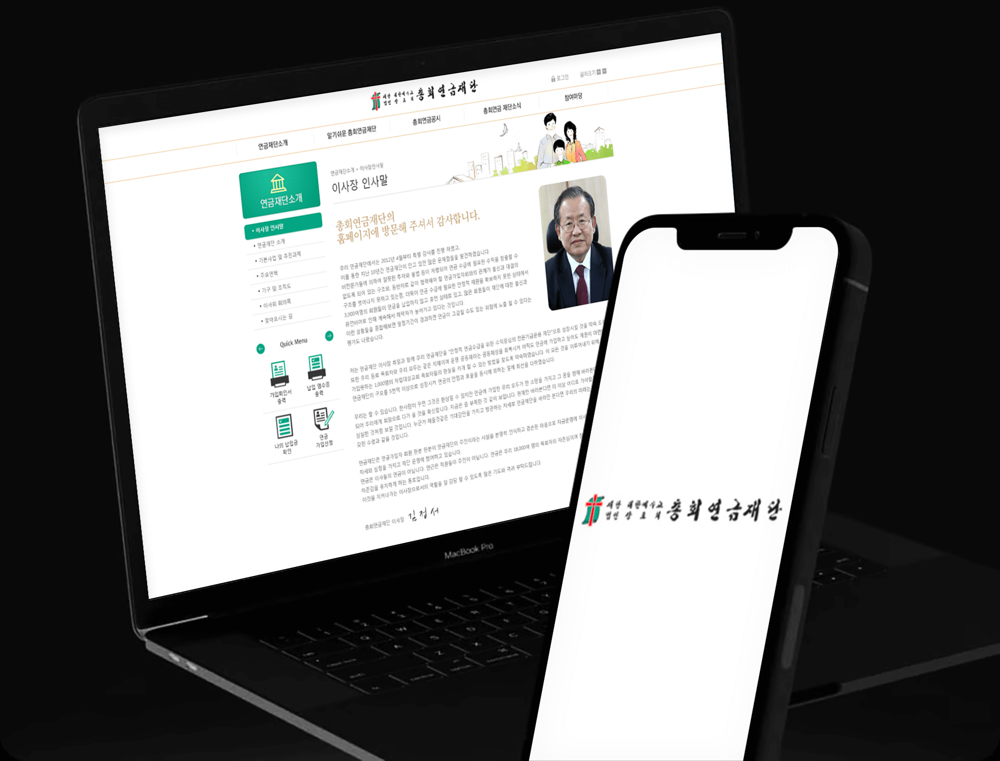 재단 대한예수교 총회연금재단
법인 장로회
로그인
글자크기
연금재단소개
알기쉬운 총회연금재단
총회연금공시
총회연금 재단소식
참여마당
연금재단소개
• 이사장 인사말
• 연금재단 소개
• 기본사업 및 추진과제
• 주요연혁
• 기구 및 조직도
• 이사회 회의록
• 찾아오시는 길
Quick Menu
가입확인서
출력
납입 영수증
출력
나의 납입금
확인
연금
가입신청
연금재단소개 > 이사장인사말
이사장 인사말
총회연금재단의
홈페이지에 방문해 주셔서 감사합니다.
우리 연금재단에서는 2012년 4월부터 특별 감사를 진행 하였고,
이를 통한 지난 10년간 연금재단이 안고 있던 많은 문제점들을 발견하였습니다.
비전문가들에 의하여 잘못된 투자와 불법 등이 자행되어 연금 수급에 필요한 수익을 창출할 수
없도록 되어 있는 구조와, 동반자로 같이 협력해야 할 연금가입자회와의 관계가 불신과 대결의
구조를 벗어나지 못하고 있는점, 더욱이 연금 수급에 필요한 안정적 재원을 확보하지 못한 상태에서
3,000여명의 회원들이 연금을 납입하지 않고 휴면 상태로 있고, 많은 회원들이 재단에 대한 불신과
유언비어로 인해 계속해서 해약자가 늘어가고 있다는 것입니다.
이런 상황들을 종합해보면 일정기간이 경과하면 연금이 고갈될 수도 있는 위험에 노출 될 수 있다는
평가도 나왔습니다.
저는 연금재단 이사장 취임과 함께 우리 연금재단을 "안정적 연금수급을 위한 수익중심의 전문기금운용 재단"으로 성장시킬 것을 약속
또한 우리 동료 목회자와 우리 모두는 같은 지체이며 운명 공동체라는 공동체성을 회복시켜 아직도 연금에 가입하고 싶어도 재원이
가입못하는 1,000명의 자립대상교회 목회자들의 현실을 타개 할 수 있는 방법을 찾도록 약속하였습니다. 이 모든 것을 이루어내기 위해
연금재단의 규모를 5천억 이상으로 성장시켜 연금의 안정과 효율을 동시에 꾀하는 일에 최선을 다하였습니다.
우리는 할 수 있습니다. 한사람이 꾸면 그것은 환상일 수 있지만 연금에 가입한 우리 모두가 한 소망을 가지고 그 꿈을 향해
되어 우리에게 희망으로 다가 올 것을 확신합니다. 지금은 좀 부족한 것 같이 보입니다. 현재만 바라본다면 더 이상 어디로
상실한 것처럼 보일 것입니다. 누군가 해줄것같은 기대감만을 가지고 방관하는 자세로 연금재단을 바라만 본다면 우리의 미래는
갖힌 수렁과 같을 것입니다.
연금재단은 연금가입자 회원 한분 한분이 연금재단의 주인이라는 사실을 분명히 인식하고 겸손한 마음으로 자금운영에
자세와 심정을 가지고 재단 운영에 참여하고 있습니다.
연금은 이사들의 연금이 아닙니다. 연금은 직원들이 주인이 아닙니다. 연금은 우리 18,000여 명의 목회자의 자존심이며
자존감을 유지하게 하는 통로입니다.
이것을 지켜나가는 이사장으로서의 역활을 잘 감당 할 수 있도록 많은 기도와 격려 부탁드립니다.
총회연금재단 이사장 김정서
MacBook Pro
재단 대한예수교 총회연금재단
법인 장로회